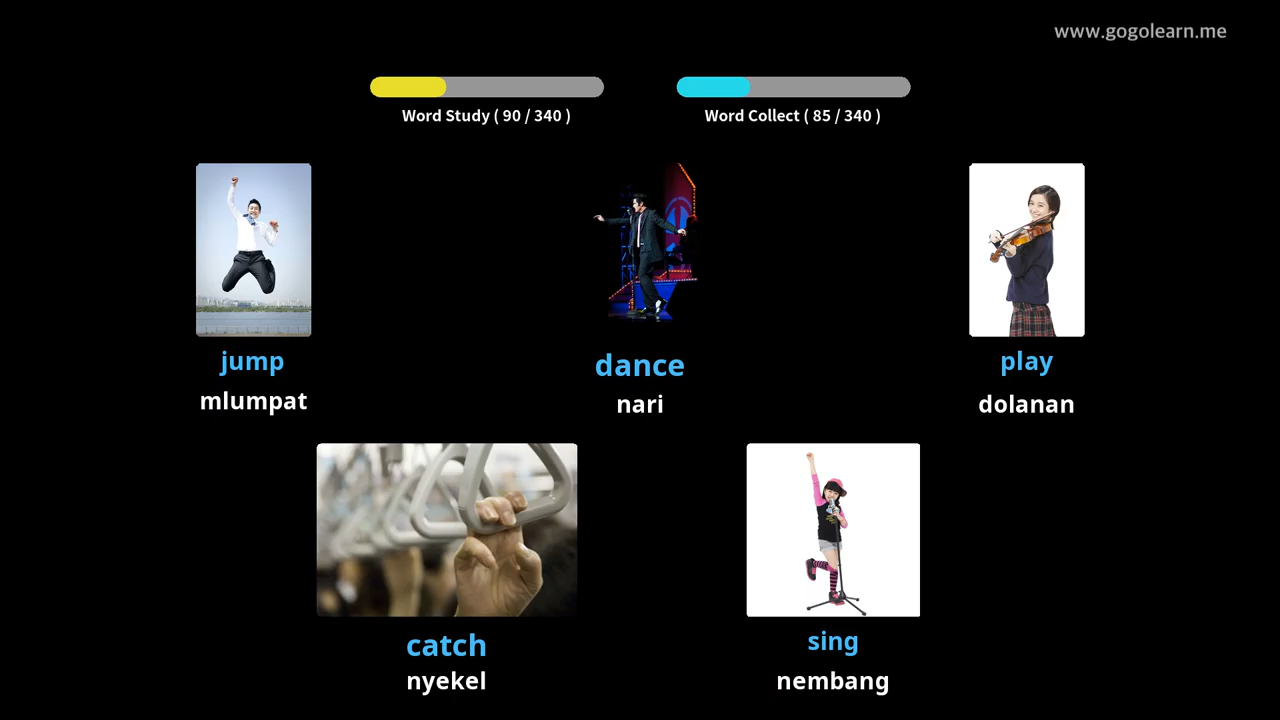 www.gogolearn.me
Word Study ( 90 / 340 )
Word Collect ( 85 / 340 )
jump
mlumpat
dance
nari
play
dolanan
catch
nyekel
sing
nembang